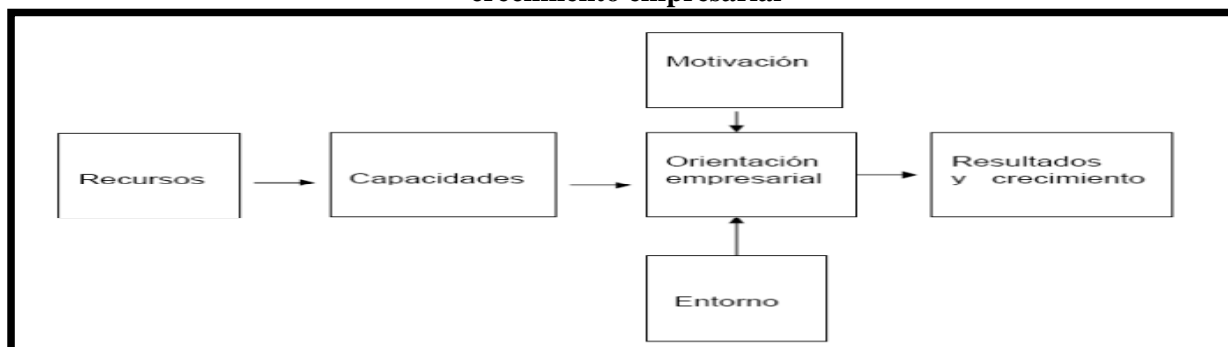 crecimiento empresarial
Motivación
Recursos
Capacidades
Orientación
empresarial
Resultados
y crecimiento
Entorno